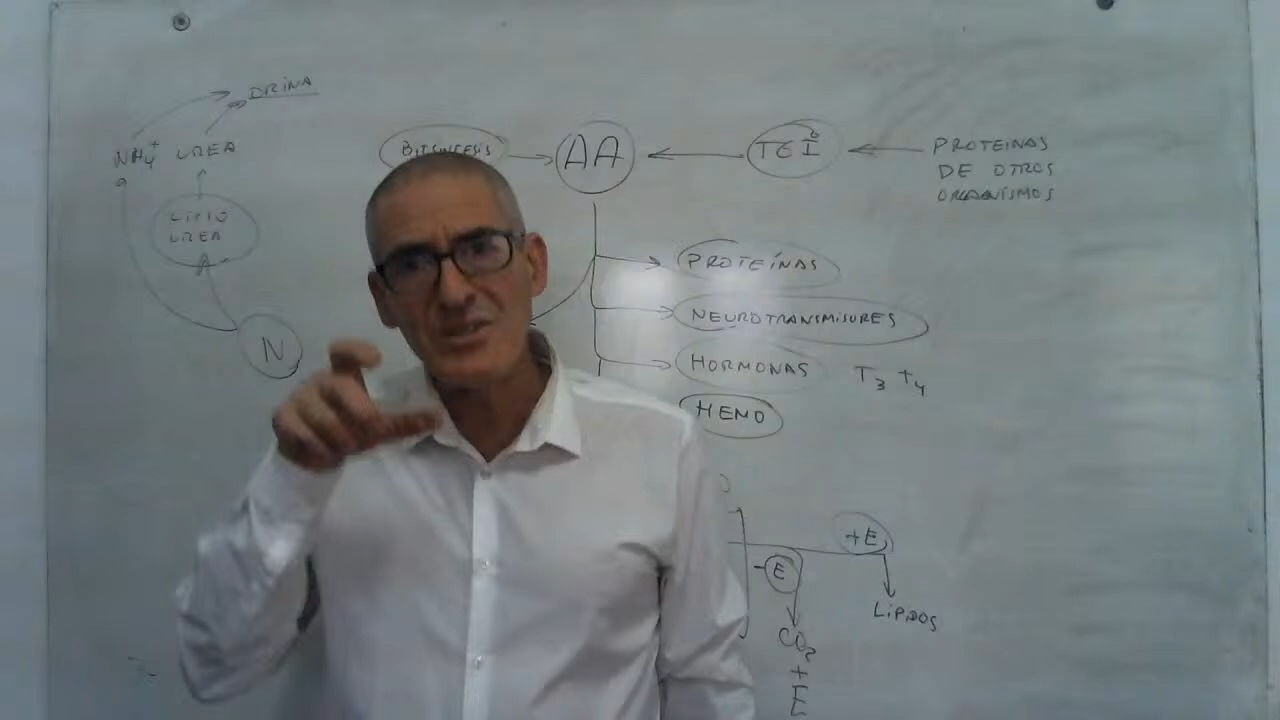 ORINA
NH₄⁺ UREA
CICLO
UREA
N
BIOSINTESIS
AA
TEI
PROTEINAS
DE OTROS
ORGANISMOS
PROTEÍNAS
NEUROTRANSMISORES
HORMONAS T₃ T₄
HEMO
+E
-E
LIPIDOS
CO₂
+
E